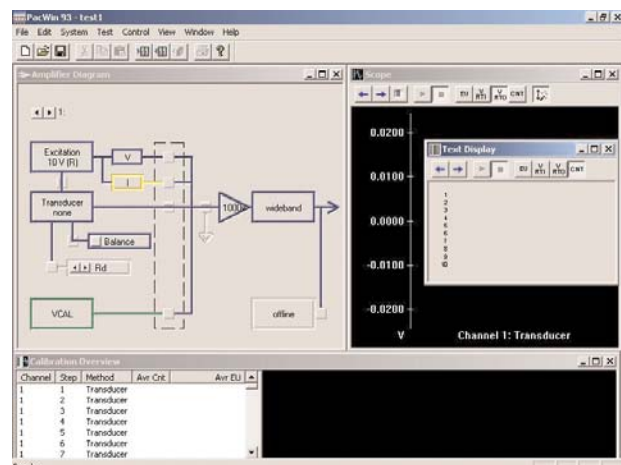 PacWin 93 - test1
File Edit System Test Control View Window Help
Amplifier Diagram
1:
Excitation
10 V (R)
V
I
Transducer
none
1000
wideband
Balance
Rd
VCAL
offline
Scope
EU V RTI V RTO CNT
0.0200
0.0100
0.0000
-0.0100
-0.0200
V Channel 1: Transducer
Text Display
EU V RTI V RTO CNT
1
2
3
4
5
6
7
8
9
10
Calibration Overview
Channel Step Method Avr Cnt Avr EU
1 1 Transducer
1 2 Transducer
1 3 Transducer
1 4 Transducer
1 5 Transducer
1 6 Transducer
1 7 Transducer